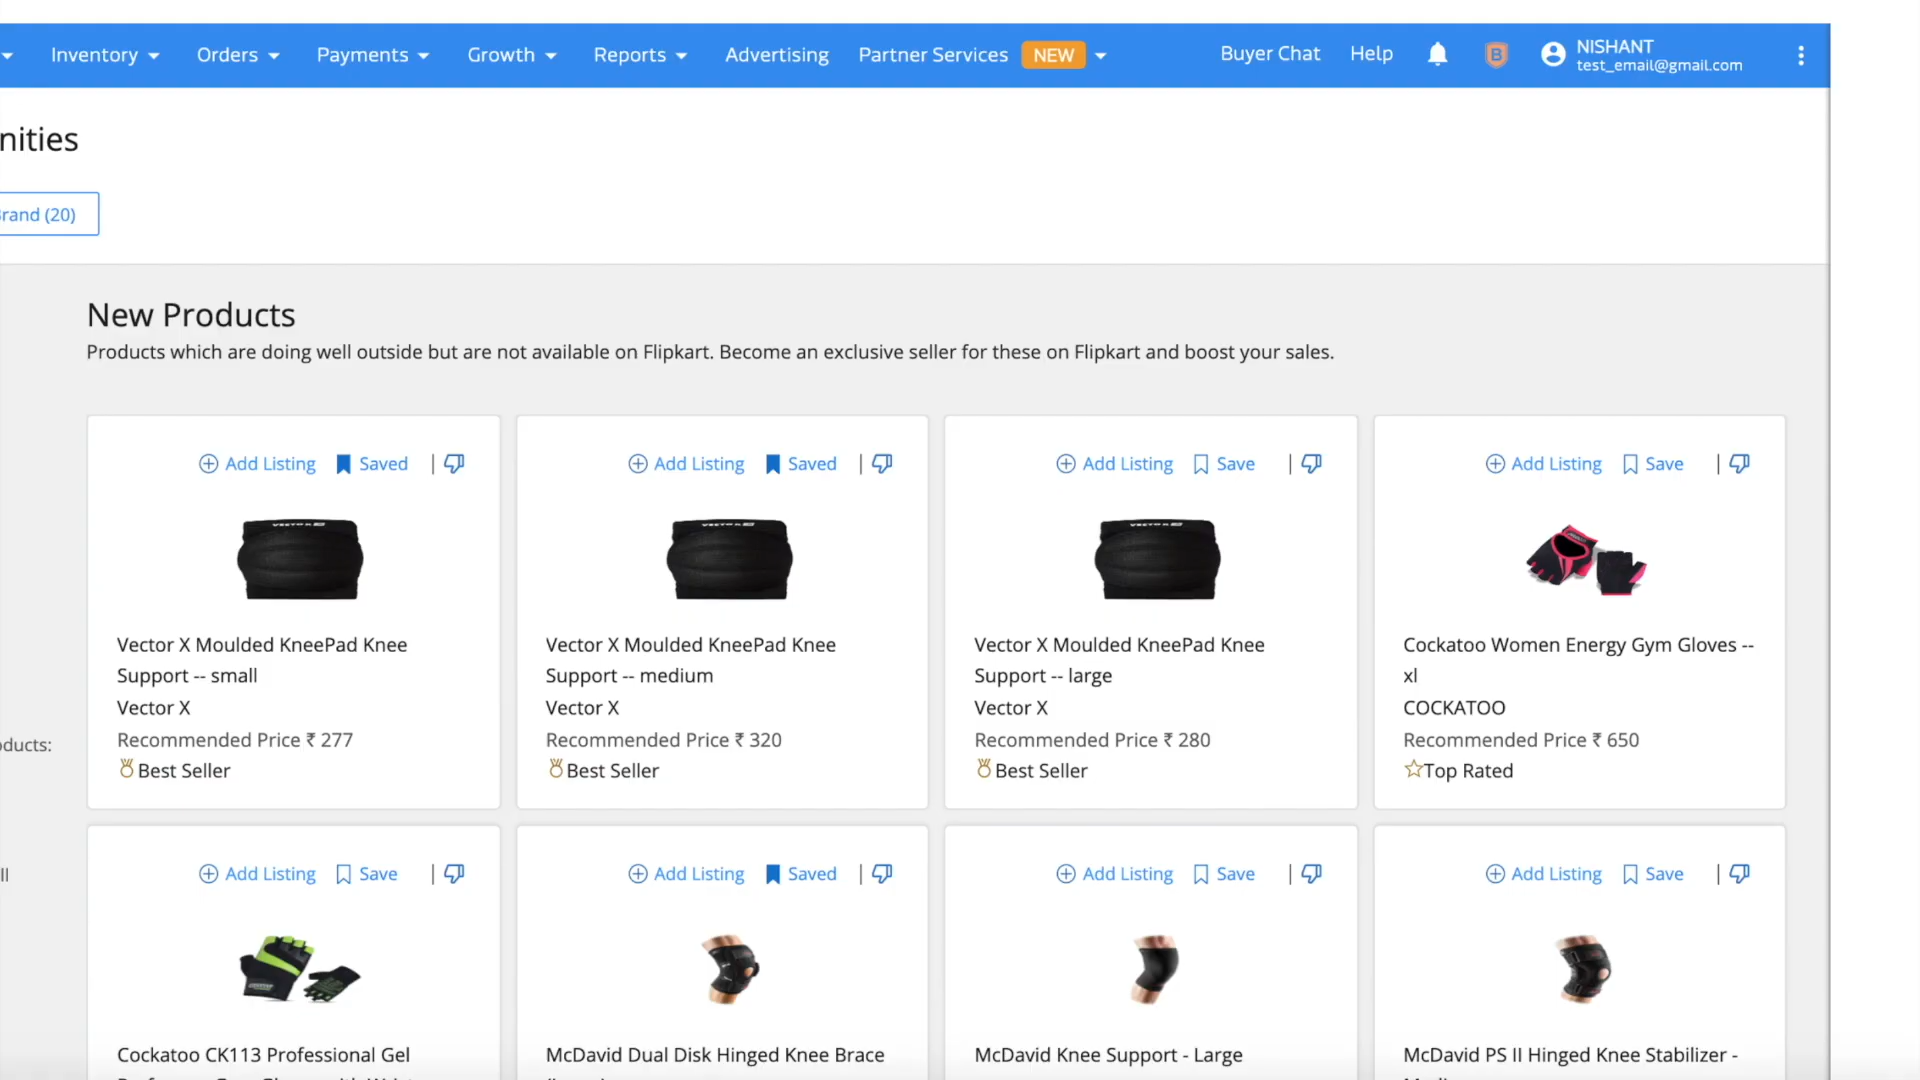 Inventory Orders Payments Growth Reports Advertising Partner Services NEW Buyer Chat Help B NISHANT
test_email@gmail.com
nities
rand (20)
New Products
Products which are doing well outside but are not available on Flipkart. Become an exclusive seller for these on Flipkart and boost your sales.
Add Listing Saved | Add Listing Saved | Add Listing Save | Add Listing Save |
VECTOR X VECTOR X VECTOR X
Vector X Moulded KneePad Knee
Support -- small
Vector X
Recommended Price ₹ 277
Best Seller
Vector X Moulded KneePad Knee
Support -- medium
Vector X
Recommended Price ₹ 320
Best Seller
Vector X Moulded KneePad Knee
Support -- large
Vector X
Recommended Price ₹ 280
Best Seller
Cockatoo Women Energy Gym Gloves --
xl
COCKATOO
Recommended Price ₹ 650
Top Rated
oducts:
ll
Add Listing Save | Add Listing Saved | Add Listing Save | Add Listing Save |
Cockatoo CK113 Professional Gel
McDavid Dual Disk Hinged Knee Brace
McDavid Knee Support - Large
McDavid PS II Hinged Knee Stabilizer -